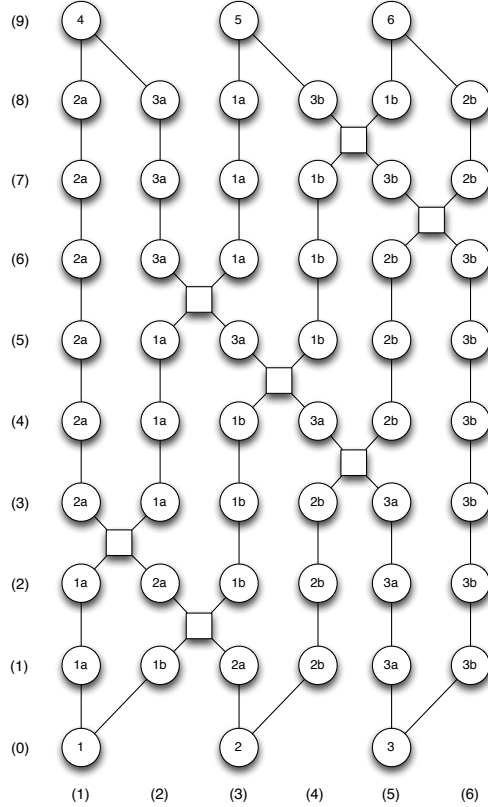 (9) 4 5 6
(8) 2a 3a 1a 3b 1b 2b
(7) 2a 3a 1a 1b 3b 2b
(6) 2a 3a 1a 1b 2b 3b
(5) 2a 1a 3a 1b 2b 3b
(4) 2a 1a 1b 3a 2b 3b
(3) 2a 1a 1b 2b 3a 3b
(2) 1a 2a 1b 2b 3a 3b
(1) 1a 1b 2a 2b 3a 3b
(0) 1 2 3
(1) (2) (3) (4) (5) (6)